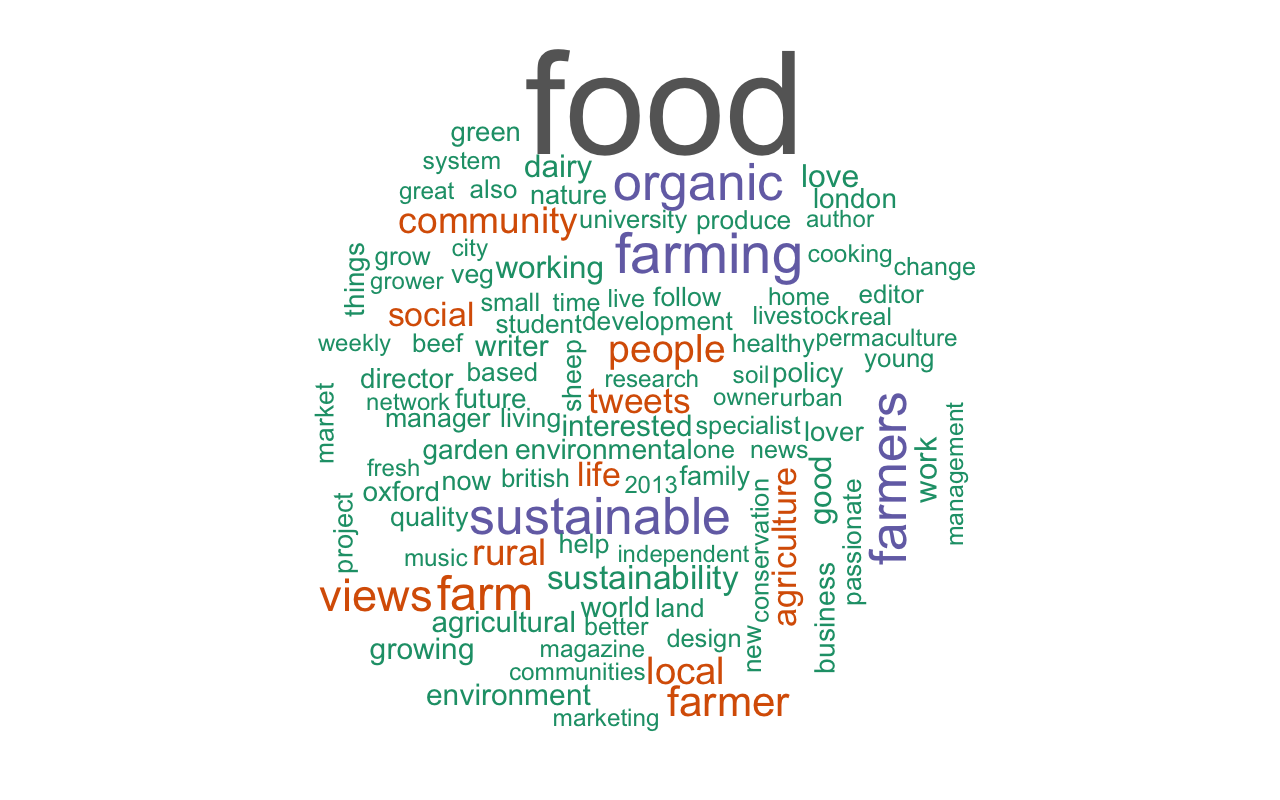 food
green
system
dairy
organic
love
great
also
nature
london
community
university
produce
author
farming
things
grow
city
cooking
grower
veg
working
change
small
time
live
follow
home
editor
social
student
development
livestock
real
weekly
beef
writer
sheep
people
healthy
permaculture
young
director
based
research
soil
policy
market
network
future
tweets
owner
urban
farmers
manager
living
interested
specialist
lover
work
management
garden
environmental
one
news
fresh
now
british
life
2013
family
good
oxford
agriculture
conservation
passionate
project
quality
sustainable
music
rural
help
independent
views
farm
sustainability
business
agricultural
world
land
better
design
new
growing
magazine
communities
local
environment
farmer
marketing